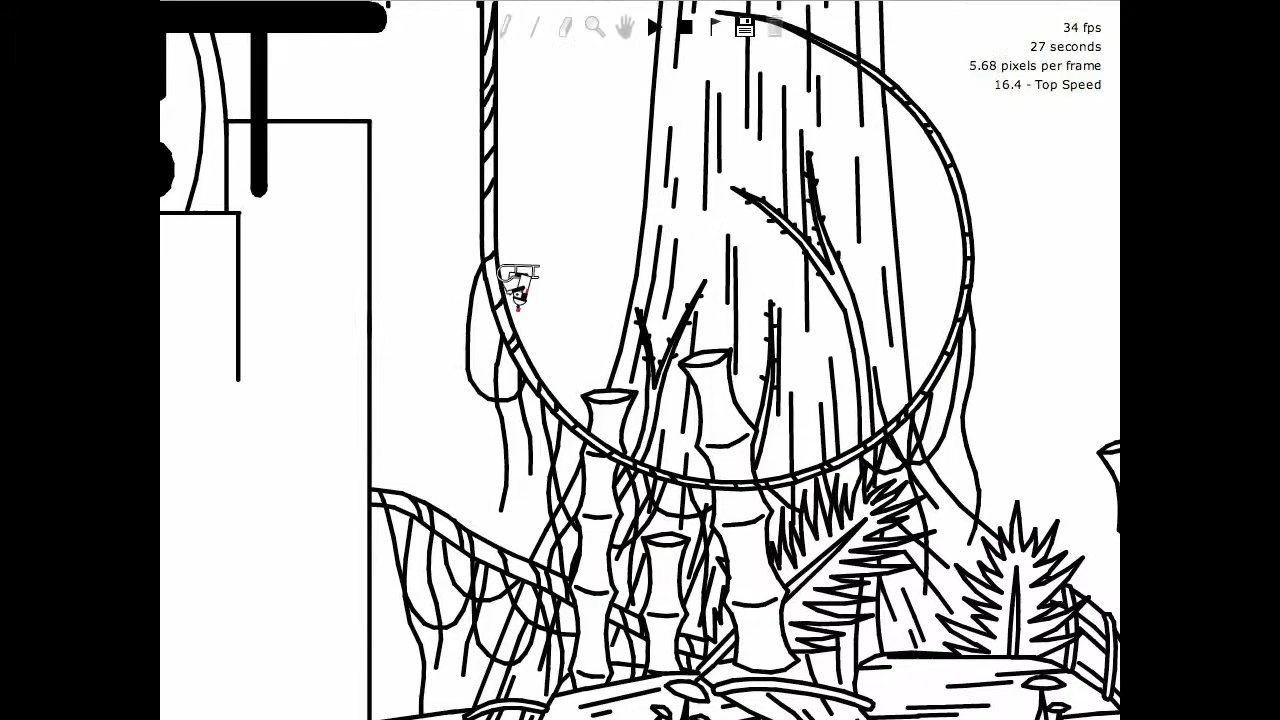 34 fps
27 seconds
5.68 pixels per frame
16.4 - Top Speed